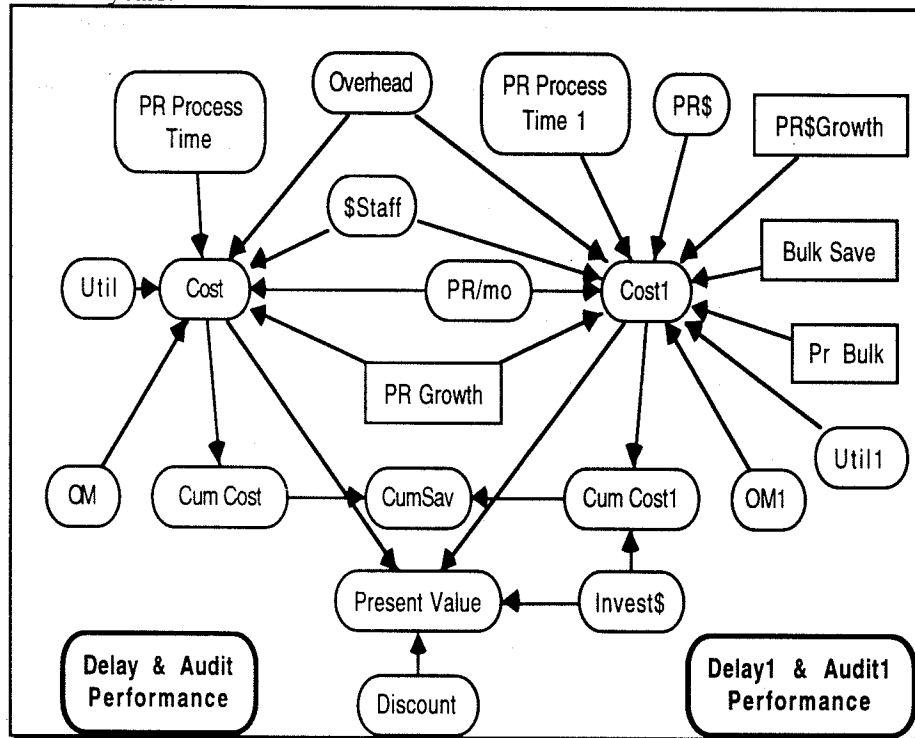 Overhead
PR Process
Time
PR Process
Time 1
PR$
PR$Growth
$Staff
Bulk Save
Util
Cost
PR/mo
Cost1
Pr Bulk
PR Growth
Util1
OM
Cum Cost
CumSav
Cum Cost1
OM1
Present Value
Invest$
Delay & Audit
Performance
Delay1 & Audit1
Performance
Discount